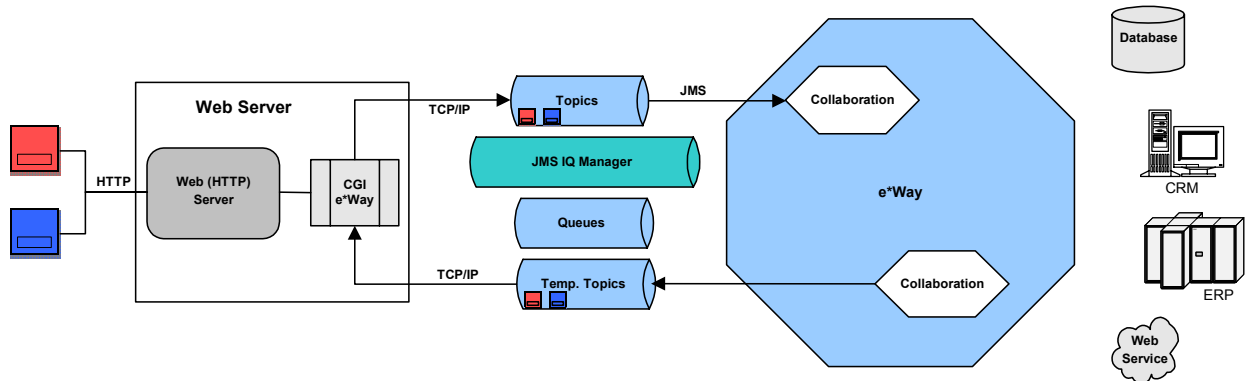 Web Server
HTTP
Web (HTTP)
Server
CGI
e*Way
TCP/IP
TCP/IP
Topics
JMS IQ Manager
Queues
Temp. Topics
JMS
Collaboration
e*Way
Collaboration
Database
CRM
ERP
Web
Service